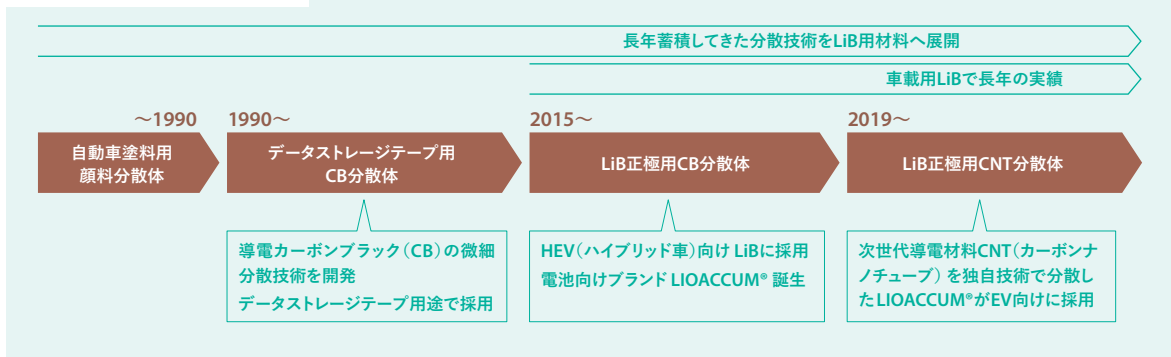 長年蓄積してきた分散技術をLiB用材料へ展開
車載用LiBで長年の実績
〜1990
1990〜
2015〜
2019〜
自動車塗料用
顔料分散体
データストレージテープ用
CB分散体
LiB正極用CB分散体
LiB正極用CNT分散体
導電カーボンブラック（CB）の微細
分散技術を開発
データストレージテープ用途で採用
HEV（ハイブリッド車）向け LiBに採用
電池向けブランド LIOACCUM® 誕生
次世代導電材料CNT（カーボンナ
ノチューブ）を独自技術で分散し
たLIOACCUM®がEV向けに採用